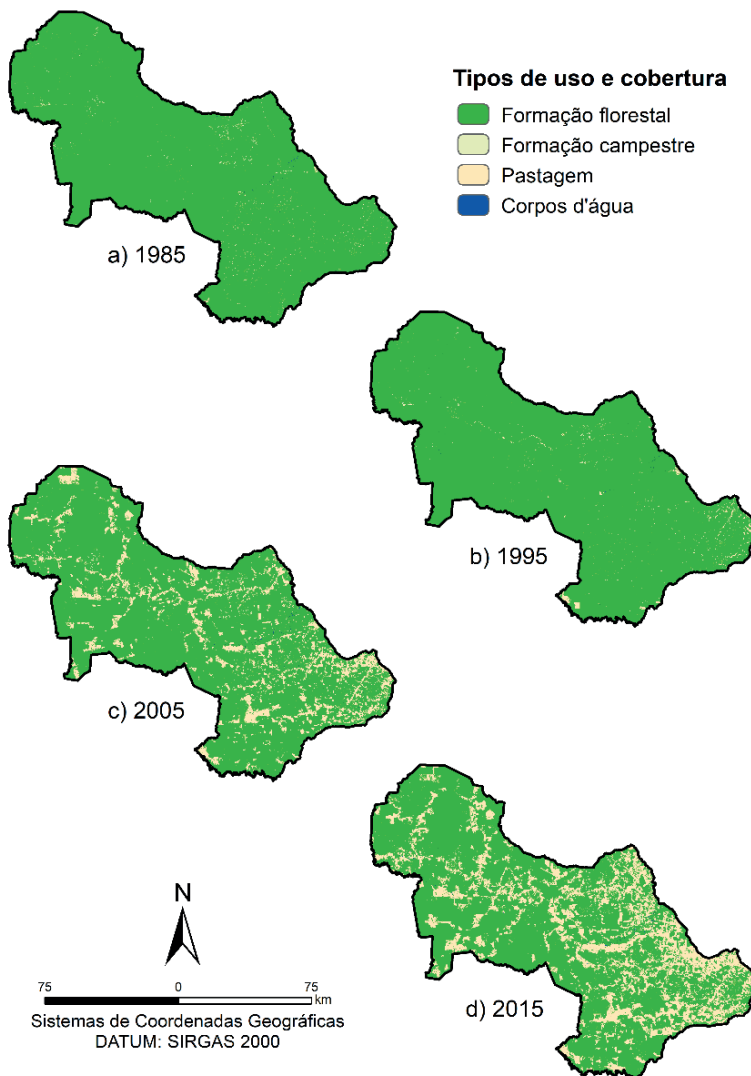 Tipos de uso e cobertura
Formação florestal
Formação campestre
Pastagem
Corpos d'água
a) 1985
b) 1995
c) 2005
d) 2015
N
75 0 75
km
Sistemas de Coordenadas Geográficas
DATUM: SIRGAS 2000